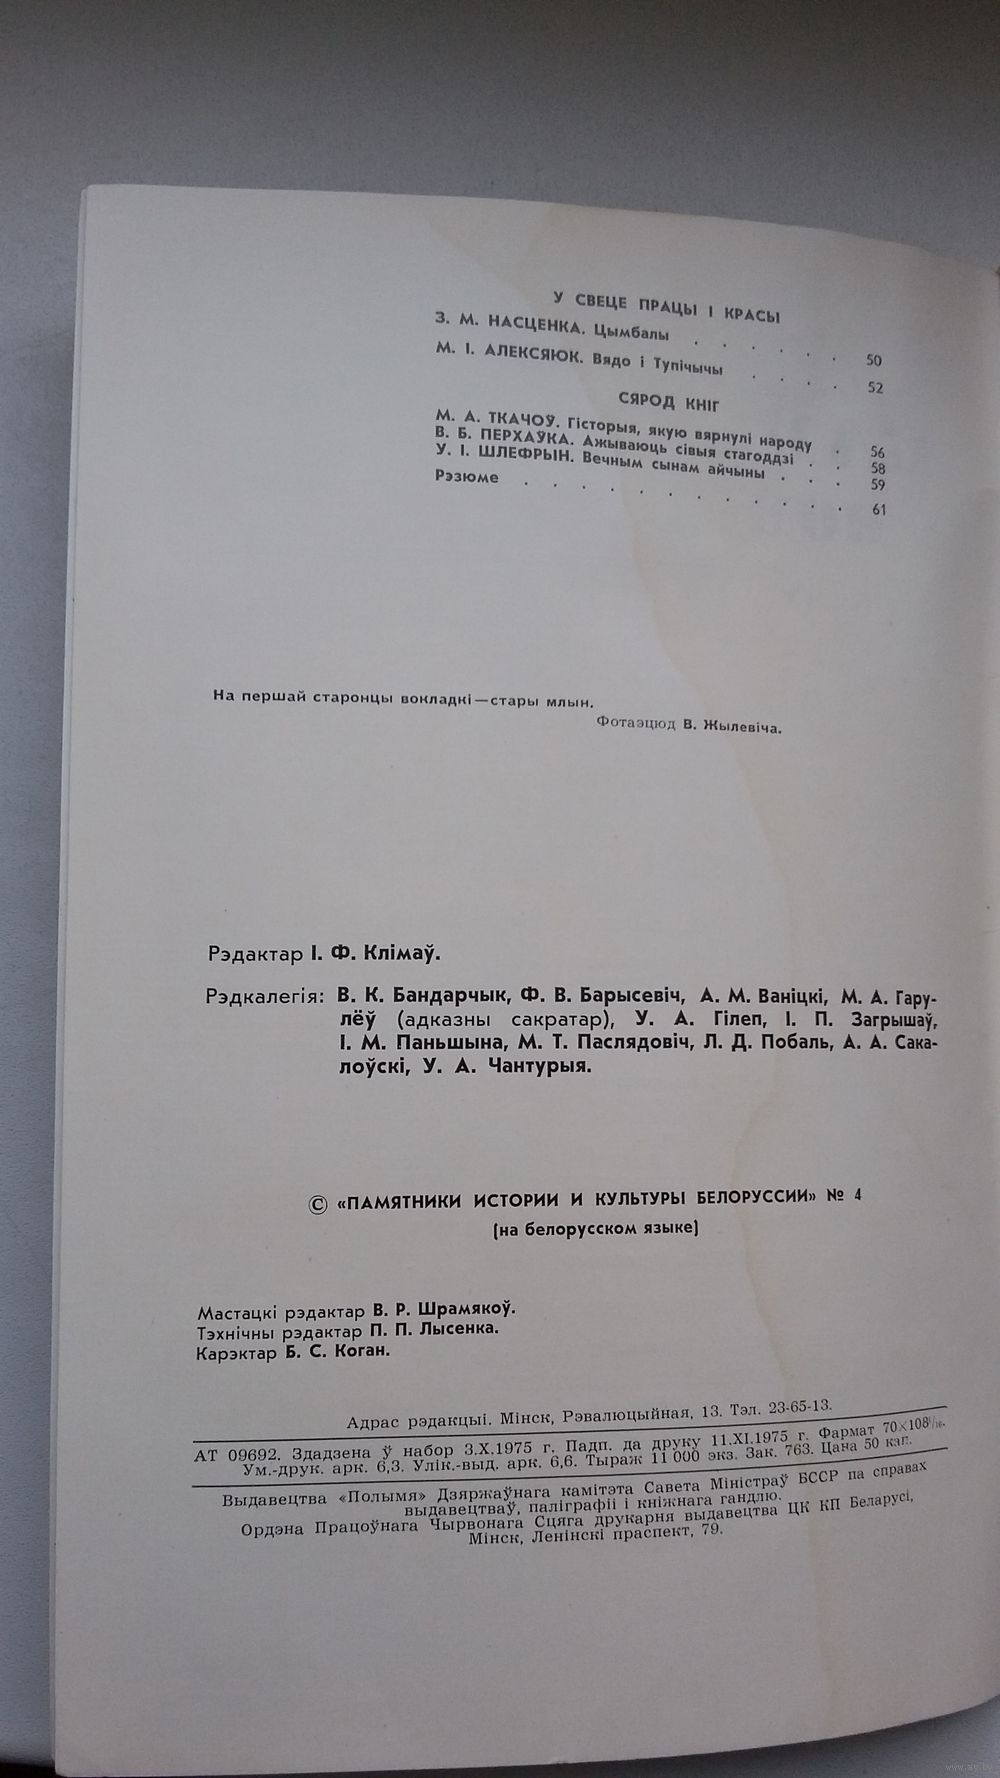 У СВЕЦЕ ПРАЦЫ І КРАСЫ
З. М. НАСЦЕНКА. Цымбалы . . . . . . 50
М. І. АЛЕКСЯЮК. Вядо і Тупічычы . . . . 52
СЯРОД КНІГ
М. А. ТКАЧОЎ. Гісторыя, якую вярнулі народу . 56
В. Б. ПЕРХАЎКА. Ажываюць сівыя стагоддзі . . 58
У. І. ШЛЕФРЫН. Вечным сынам айчыны . . . 59
Рэзюме . . . . . . . . . . . . 61
На першай старонцы вокладкі — стары млын.
Фотаэцюд В. Жылевіча.
Рэдактар І. Ф. Клімаў.
Рэдкалегія: В. К. Бандарчык, Ф. В. Барысевіч, А. М. Ваніцкі, М. А. Гару-
лёў (адказны сакратар), У. А. Гілеп, І. П. Загрышаў,
І. М. Паньшына, М. Т. Паслядовіч, Л. Д. Побаль, А. А. Сака-
лоўскі, У. А. Чантурыя.
© «ПАМЯТНИКИ ИСТОРИИ И КУЛЬТУРЫ БЕЛОРУССИИ» № 4
(на белорусском языке)
Мастацкі рэдактар В. Р. Шрамякоў.
Тэхнічны рэдактар П. П. Лысенка.
Карэктар Б. С. Коган.
Адрас рэдакцыі. Мінск, Рэвалюцыйная, 13. Тэл. 23-65-13.
АТ 09692. Здадзена ў набор 3.X.1975 г. Падп. да друку 11.XI.1975 г. Фармат 70×108¹/₁₆.
Ум.-друк. арк. 6,3. Улік.-выд. арк. 6,6. Тыраж 11 000 экз. Зак. 763. Цана 50 кап.
Выдавецтва «Полымя» Дзяржаўнага камітэта Савета Міністраў БССР па справах
выдавецтваў, паліграфіі і кніжнага гандлю.
Ордэна Працоўнага Чырвонага Сцяга друкарня выдавецтва ЦК КП Беларусі,
Мінск, Ленінскі праспект, 79.